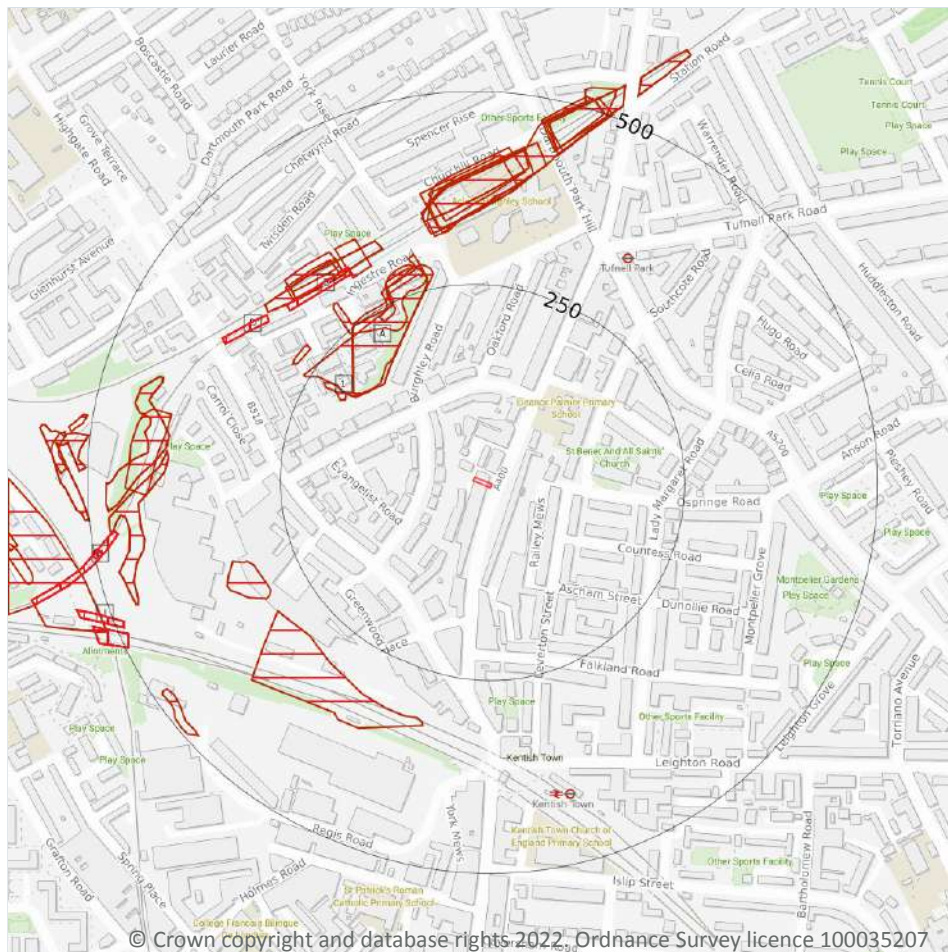 Boscastle Road
Laurier Road
York Rise
Station Road
Grove Terrace
Highgate Road
Dartmouth Park Road
Chetwynd Road
Spencer Rise
Other Sports Facility
500
Tennis Court
Tennis Court
Play Space
Play Space
Churchill Road
Dartmouth Park Hill
Warrender Road
Twisden Road
Play Space
Tufnell Park Road
Glenhurst Avenue
Ingestre Road
Tufnell Park
Southcote Road
Huddleston Road
250
Oakford Road
Hugo Road
A
1
Burghley Road
Celia Road
Carrol Close
B518
Eleanor Palmer Primary
School
Play Space
St Benet And All Saints'
Church
A5200
Anson Road
Pleshey Road
Evangelist Road
A400
Lady Margaret Road
Ospringe Road
Play Space
Play Space
Railey Mews
Countess Road
Montpelier Grove
Montpelier Gardens
Play Space
Ascham Street
Dunollie Road
Greenwood Place
Leverton Street
Falkland Road
Allotments
Play Space
Play Space
Play Space
Other Sports Facility
Leighton Grove
Torriano Avenue
Play Space
Kentish Town
Leighton Road
Kentish Town
York Mews
Regis Road
Kentish Town Church of
England Primary School
Bartholomew Road
Grafton Road
Spring Place
Holmes Road
Other Sports Facility
Islip Street
St Patrick's Roman
Catholic Primary School
College Francais Bilingue
© Crown copyright and database rights 2022. Ordnance Survey licence 100035207